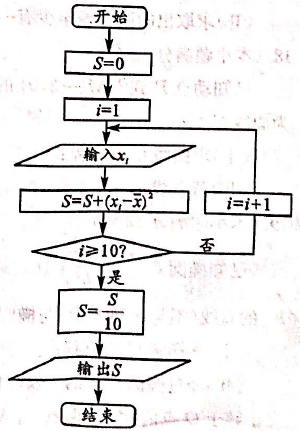 开始
S=0
i=1
输入xᵢ
S=S+(xᵢ-x̄)²
i=i+1
i≥10?
否
是
S=S/10
输出S
结束